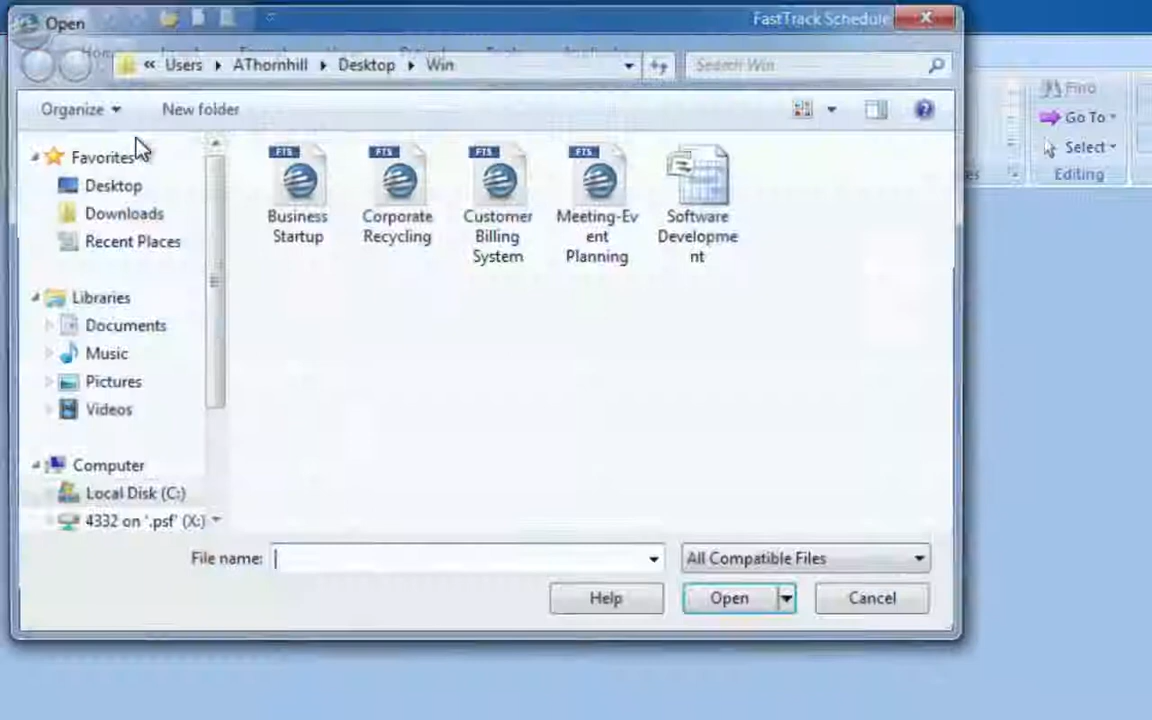 Open
FastTrack Schedule
« Users Athornhill Desktop Win
Search Win
Find
Go To
Select
Editing
Organize
New folder
Favorites
Desktop
Downloads
Recent Places
Libraries
Documents
Music
Pictures
Videos
Computer
Local Disk (C:)
4332 on '.psf' (X:)
FTS
FTS
FTS
FTS
Business
Startup
Corporate
Recycling
Customer
Billing
System
Meeting-Ev
ent
Planning
Software
Developme
nt
File name:
All Compatible Files
Help
Open
Cancel